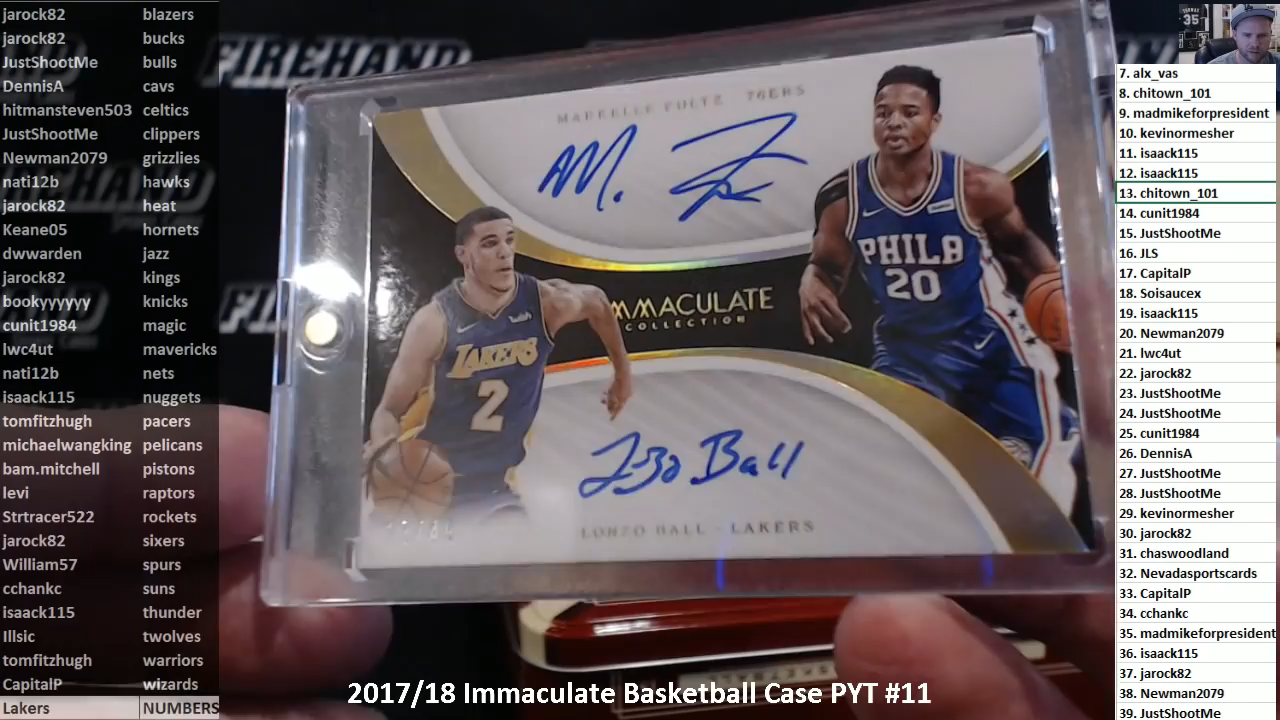 jarock82 blazers
jarock82 bucks
JustShootMe bulls
DennisA cavs
hitmansteven503 celtics
JustShootMe clippers
Newman2079 grizzlies
nati12b hawks
jarock82 heat
Keane05 hornets
dwwarden jazz
jarock82 kings
bookyyyyyy knicks
cunit1984 magic
lwc4ut mavericks
nati12b nets
isaack115 nuggets
tomfitzhugh pacers
michaelwangking pelicans
bam.mitchell pistons
levi raptors
Strtracer522 rockets
jarock82 sixers
William57 spurs
cchankc suns
isaack115 thunder
Illsic twolves
tomfitzhugh warriors
CapitalP wizards
Lakers NUMBERS
FIREHAND
MARKELLE FULTZ 76ERS
PHILA
20
IMMACULATE
COLLECTION
LAKERS
2
Lzo Ball
LONZO BALL - LAKERS
2017/18 Immaculate Basketball Case PYT #11
35
7. alx_vas
8. chitown_101
9. madmikeforpresident
10. kevinormesher
11. isaack115
12. isaack115
13. chitown_101
14. cunit1984
15. JustShootMe
16. JLS
17. CapitalP
18. Soisaucex
19. isaack115
20. Newman2079
21. lwc4ut
22. jarock82
23. JustShootMe
24. JustShootMe
25. cunit1984
26. DennisA
27. JustShootMe
28. JustShootMe
29. kevinormesher
30. jarock82
31. chaswoodland
32. Nevadasportscards
33. CapitalP
34. cchankc
35. madmikeforpresident
36. isaack115
37. jarock82
38. Newman2079
39. JustShootMe